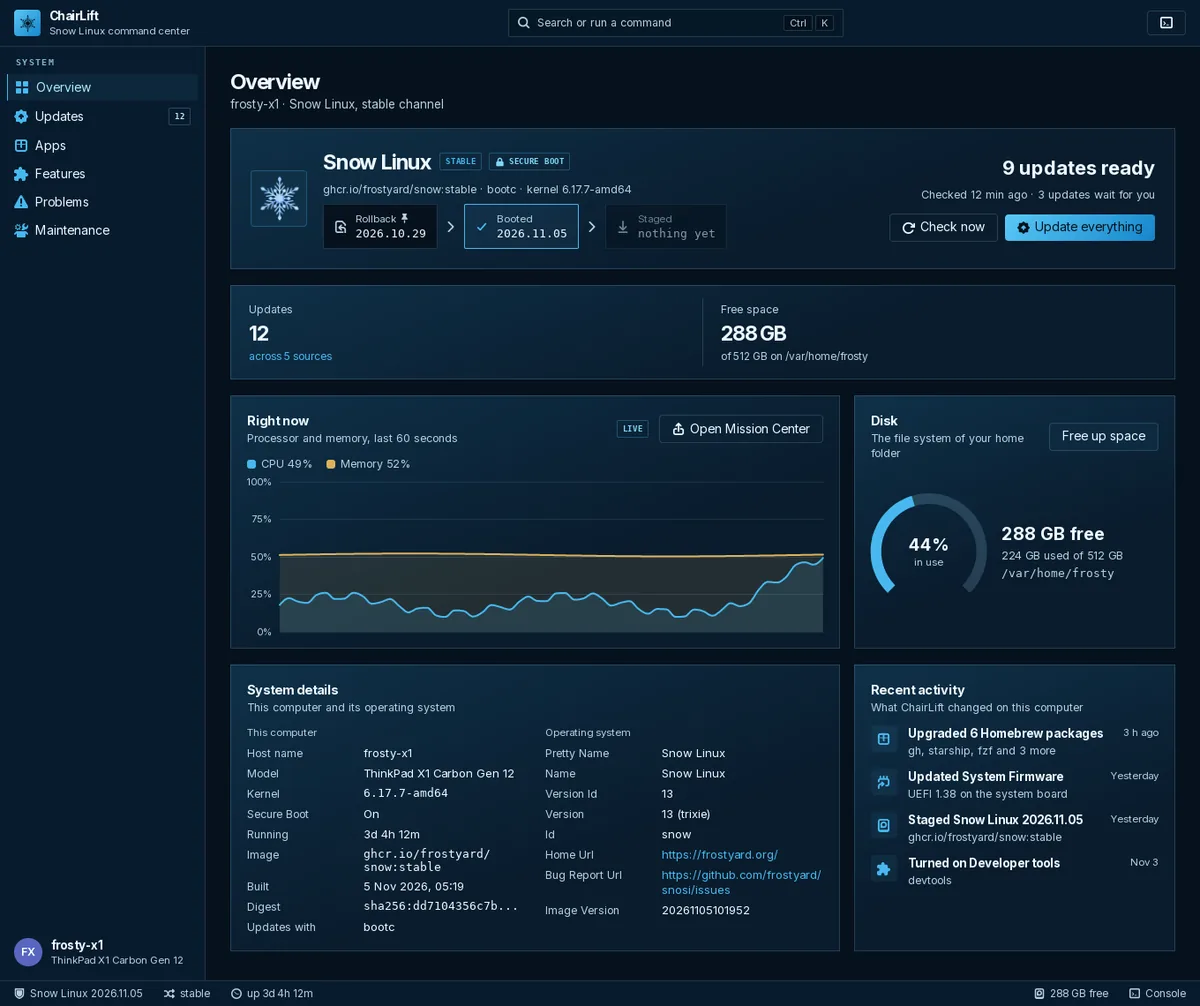 ChairLift
Snow Linux command center
Search or run a command
Ctrl K
SYSTEM
Overview
Updates 12
Apps
Features
Problems
Maintenance
Overview
frosty-x1 · Snow Linux, stable channel
Snow Linux STABLE SECURE BOOT
ghcr.io/frostyard/snow:stable · bootc · kernel 6.17.7-amd64
Rollback
2026.10.29
Booted
2026.11.05
Staged
nothing yet
9 updates ready
Checked 12 min ago · 3 updates wait for you
Check now
Update everything
Updates
12
across 5 sources
Free space
288 GB
of 512 GB on /var/home/frosty
Right now
Processor and memory, last 60 seconds
LIVE
Open Mission Center
CPU 49% Memory 52%
100%
75%
50%
25%
0%
Disk
The file system of your home
folder
Free up space
44%
in use
288 GB free
224 GB used of 512 GB
/var/home/frosty
System details
This computer and its operating system
This computer
Host name frosty-x1
Model ThinkPad X1 Carbon Gen 12
Kernel 6.17.7-amd64
Secure Boot On
Running 3d 4h 12m
Image ghcr.io/frostyard/
snow:stable
Built 5 Nov 2026, 05:19
Digest sha256:dd7104356c7b...
Updates with bootc
Operating system
Pretty Name Snow Linux
Name Snow Linux
Version Id 13
Version 13 (trixie)
Id snow
Home Url https://frostyard.org/
Bug Report Url https://github.com/frostyard/
snosi/issues
Image Version 20261105101952
Recent activity
What ChairLift changed on this computer
Upgraded 6 Homebrew packages 3 h ago
gh, starship, fzf and 3 more
Updated System Firmware Yesterday
UEFI 1.38 on the system board
Staged Snow Linux 2026.11.05 Yesterday
ghcr.io/frostyard/snow:stable
Turned on Developer tools Nov 3
devtools
FX
frosty-x1
ThinkPad X1 Carbon Gen 12
Snow Linux 2026.11.05 stable up 3d 4h 12m
288 GB free Console